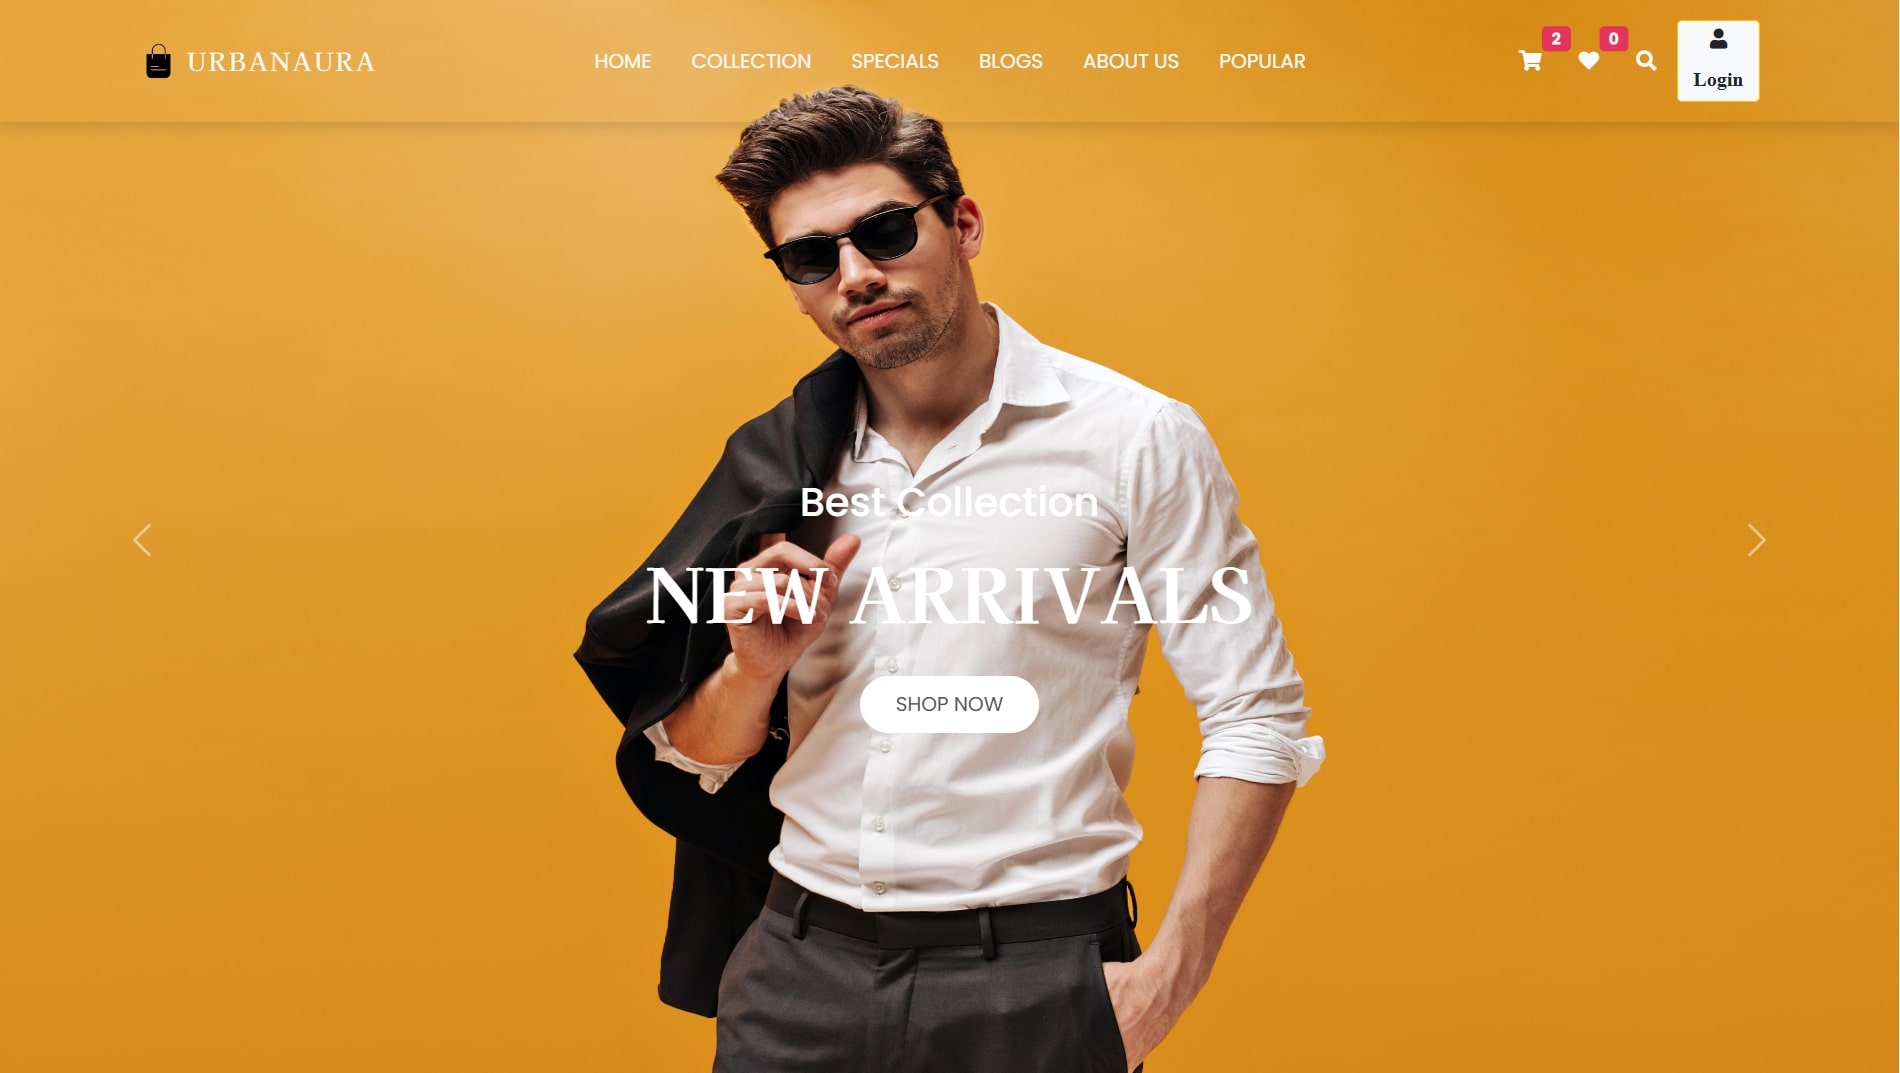 URBANAURA
HOME COLLECTION SPECIALS BLOGS ABOUT US POPULAR
2 0
Login
Best Collection
NEW ARRIVALS
SHOP NOW